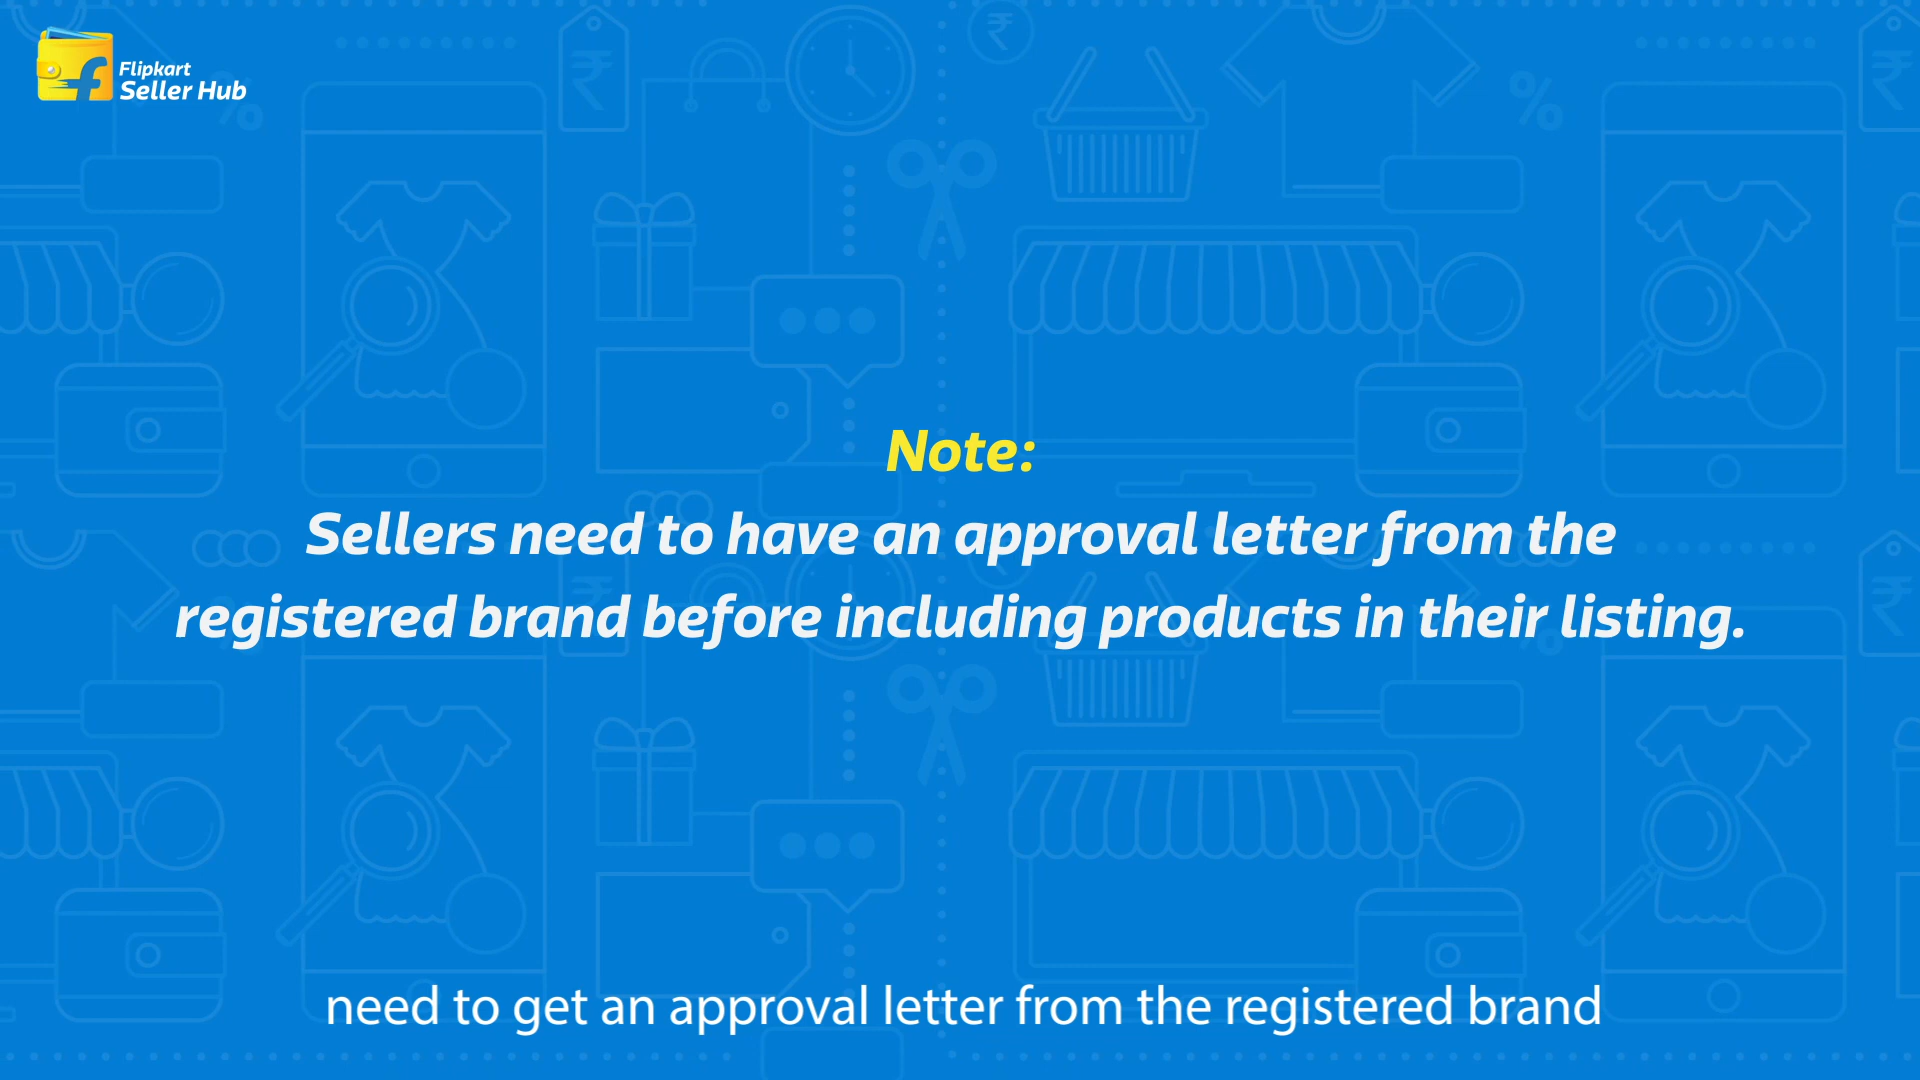 Flipkart
Seller Hub
Note:
Sellers need to have an approval letter from the
registered brand before including products in their listing.
need to get an approval letter from the registered brand